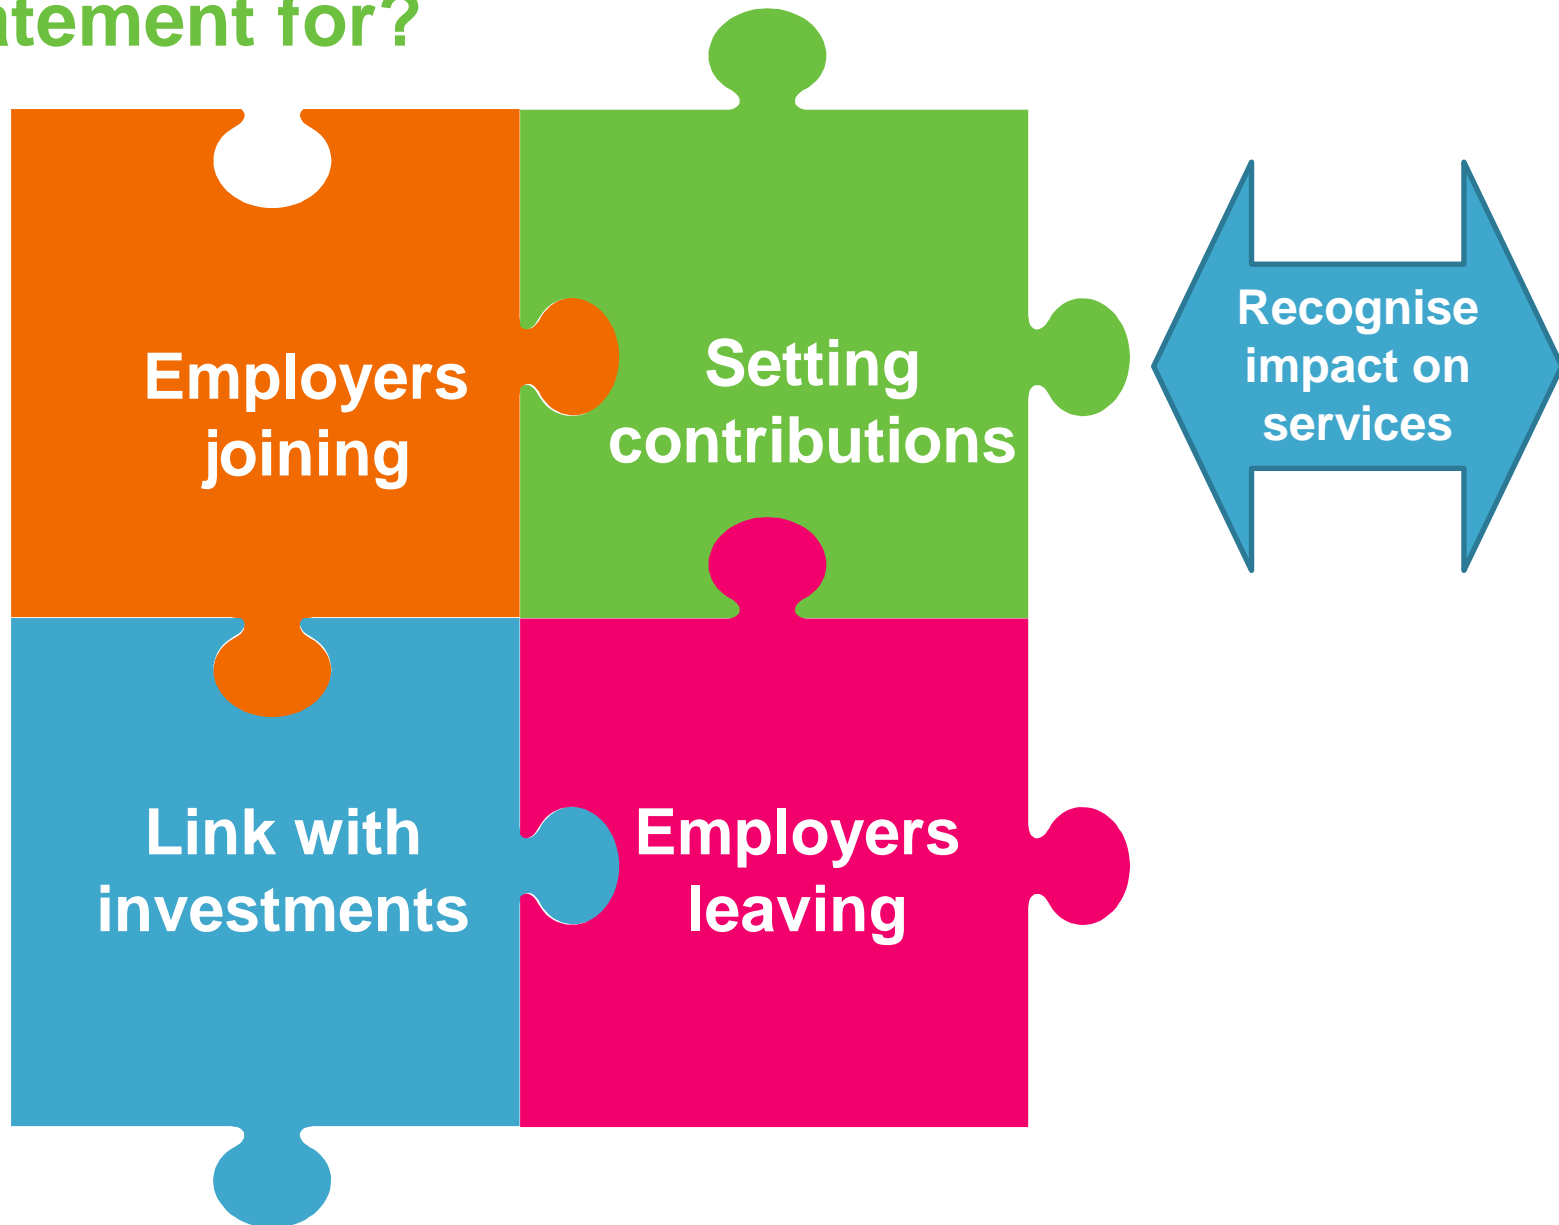 atement for?
Employers
joining
Setting
contributions
Recognise
impact on
services
Link with
investments
Employers
leaving